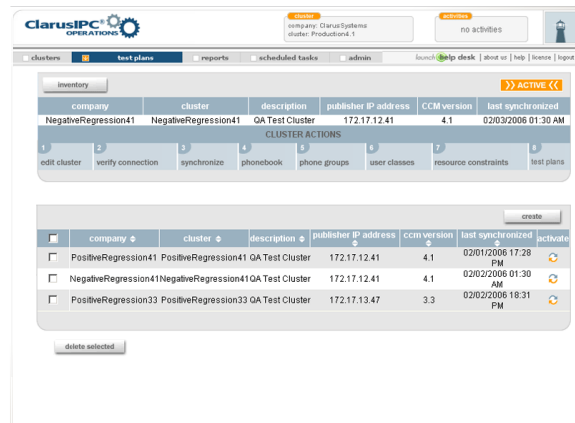 ClarusIPC®
OPERATIONS
cluster
company: ClarusSystems
cluster: Production4.1
activities
no activities
clusters test plans reports scheduled tasks admin launch help desk | about us | help | license | logout
inventory
ACTIVE
company cluster description publisher IP address CCM version last synchronized
NegativeRegression41 NegativeRegression41 QA Test Cluster 172.17.12.41 4.1 02/03/2006 01:30 AM
CLUSTER ACTIONS
1 2 3 4 5 6 7 8
edit cluster verify connection synchronize phonebook phone groups user classes resource constraints test plans
create
company cluster description publisher IP address ccm version last synchronized activate
PositiveRegression41 PositiveRegression41 QA Test Cluster 172.17.12.41 4.1 02/01/2006 17:28 PM
NegativeRegression41 NegativeRegression41 QA Test Cluster 172.17.12.41 4.1 02/02/2006 01:30 AM
PositiveRegression33 PositiveRegression33 QA Test Cluster 172.17.13.47 3.3 02/02/2006 18:31 PM
delete selected